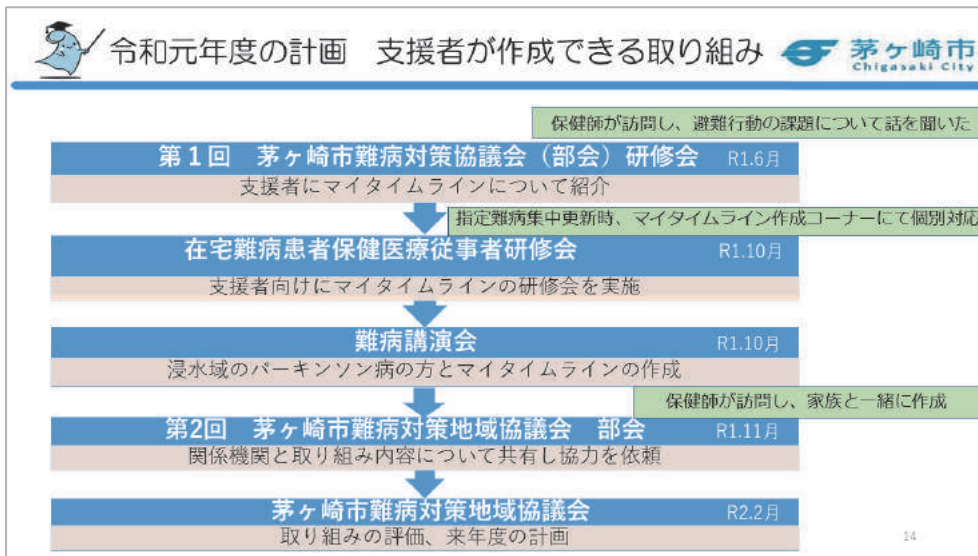 令和元年度の計画 支援者が作成できる取り組み
茅ヶ崎市
Chigasaki City
保健師が訪問し、避難行動の課題について話を聞いた
第1回 茅ヶ崎市難病対策協議会（部会）研修会 R1.6月
支援者にマイタイムラインについて紹介
指定難病集中更新時、マイタイムライン作成コーナーにて個別対応
在宅難病患者保健医療従事者研修会 R1.10月
支援者向けにマイタイムラインの研修会を実施
難病講演会 R1.10月
浸水域のパーキンソン病の方とマイタイムラインの作成
保健師が訪問し、家族と一緒に作成
第2回 茅ヶ崎市難病対策地域協議会 部会 R1.11月
関係機関と取り組み内容について共有し協力を依頼
茅ヶ崎市難病対策地域協議会 R2.2月
取り組みの評価、来年度の計画
14